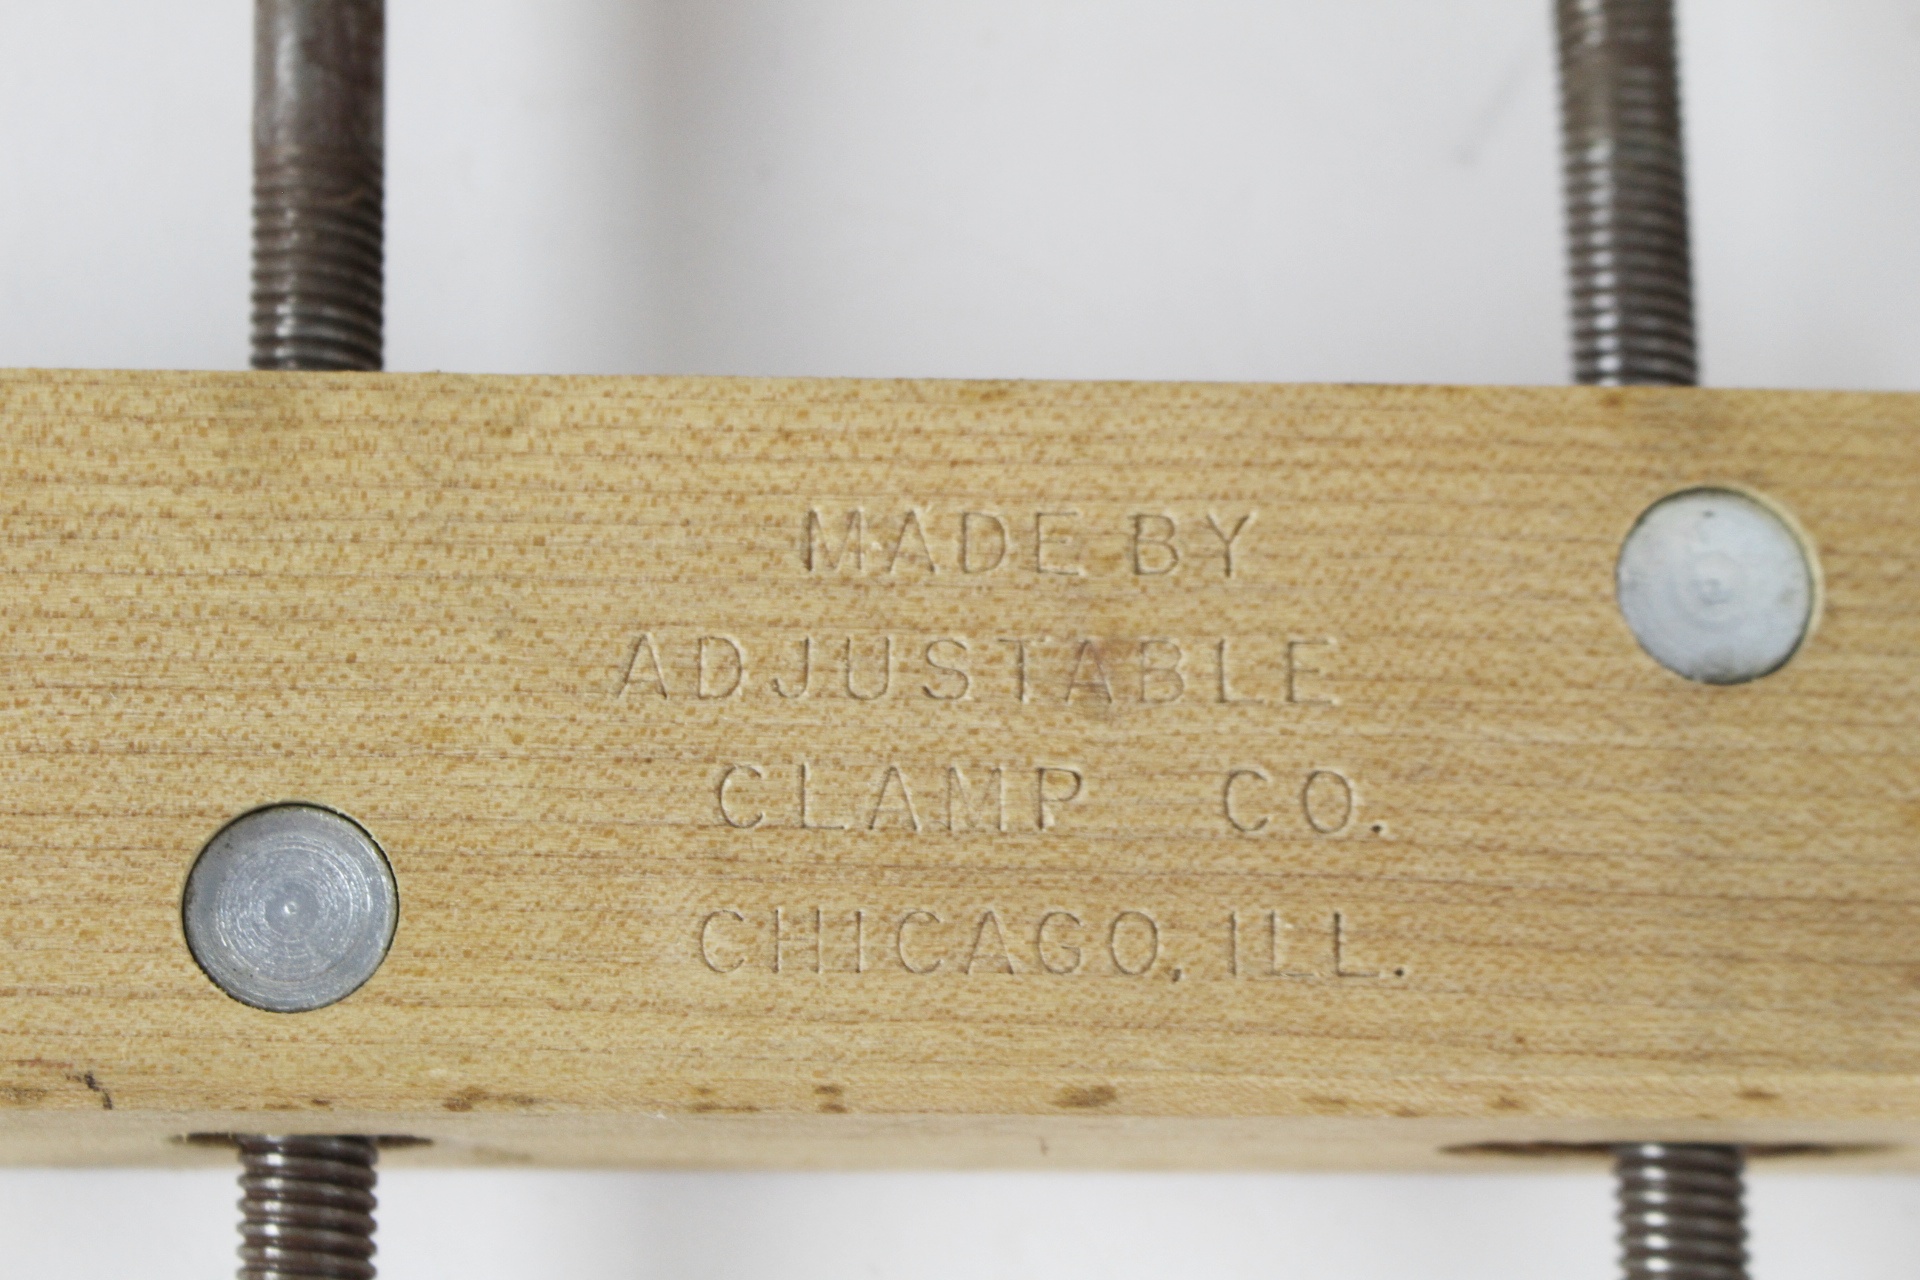 MADE BY
ADJUSTABLE
CLAMP CO.
CHICAGO, ILL.